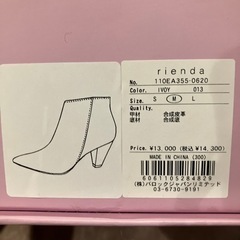 rienda
No. 110EA355-0620
Color. IVOY 013
Size. S M L
Quality.
甲材 合成皮革
底材 合成底
Price. ¥13,000 (税込 ¥14,300)
MADE IN CHINA (300)
6061105284829
(株)バロックジャパンリミテッド
03-6730-9191